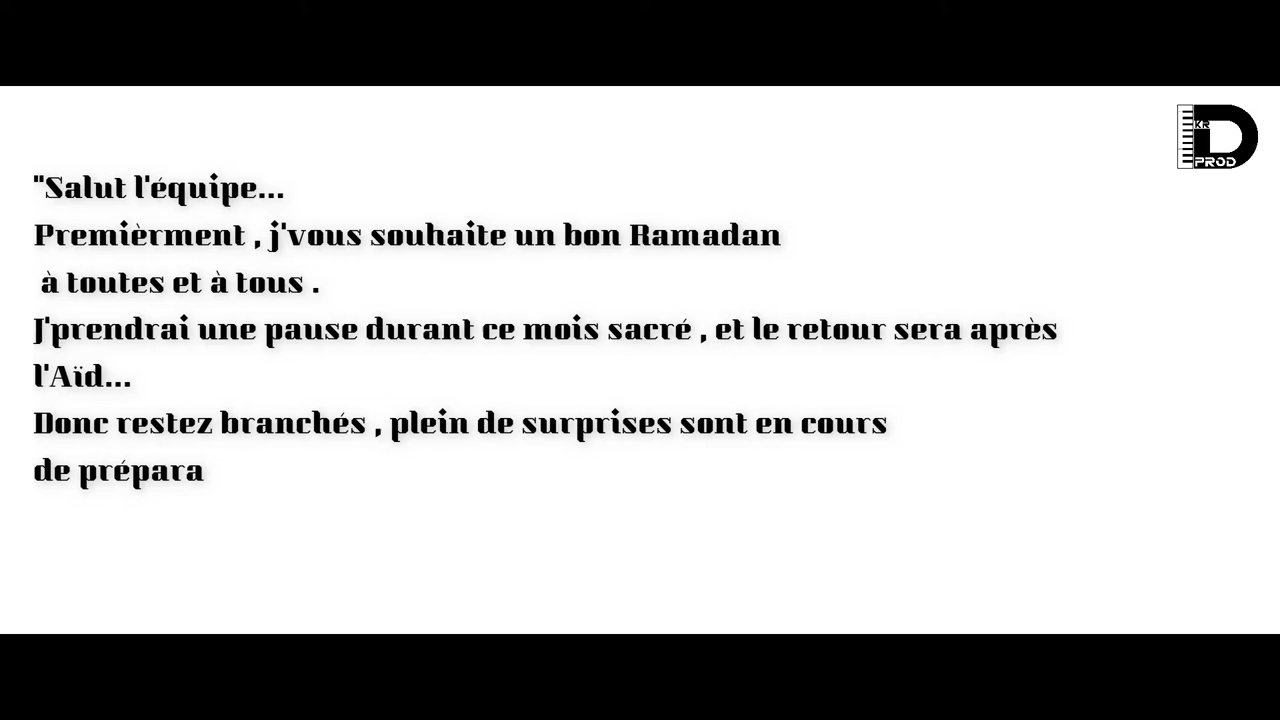 "Salut l'équipe...
Premièrment , j'vous souhaite un bon Ramadan
à toutes et à tous .
J'prendrai une pause durant ce mois sacré , et le retour sera après
l'Aïd...
Donc restez branchés , plein de surprises sont en cours
de prépara
KR
PROD